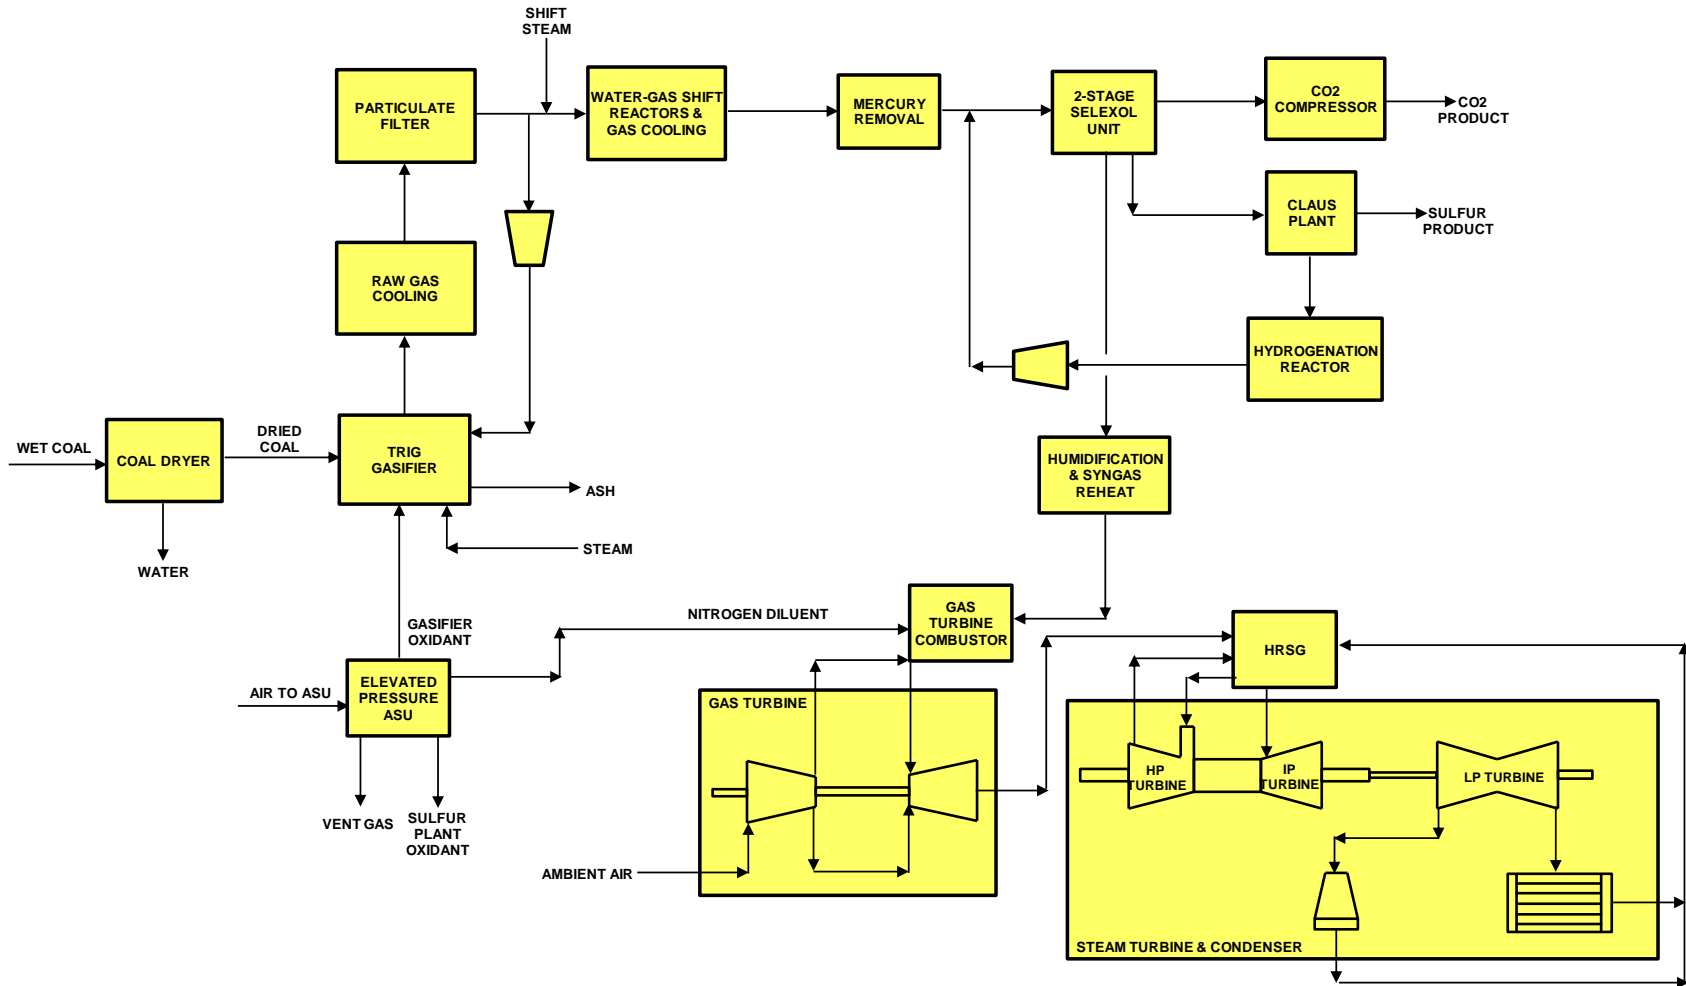 SHIFT
STEAM
PARTICULATE
FILTER
WATER-GAS SHIFT
REACTORS &
GAS COOLING
MERCURY
REMOVAL
2-STAGE
SELEXOL
UNIT
CO2
COMPRESSOR
CO2
PRODUCT
CLAUS
PLANT
SULFUR
PRODUCT
RAW GAS
COOLING
HYDROGENATION
REACTOR
WET COAL
COAL DRYER
DRIED
COAL
TRIG
GASIFIER
ASH
HUMIDIFICATION
& SYNGAS
REHEAT
STEAM
WATER
GASIFIER
OXIDANT
NITROGEN DILUENT
GAS
TURBINE
COMBUSTOR
HRSG
AIR TO ASU
ELEVATED
PRESSURE
ASU
GAS TURBINE
HP
TURBINE
IP
TURBINE
LP TURBINE
VENT GAS
SULFUR
PLANT
OXIDANT
AMBIENT AIR
STEAM TURBINE & CONDENSER